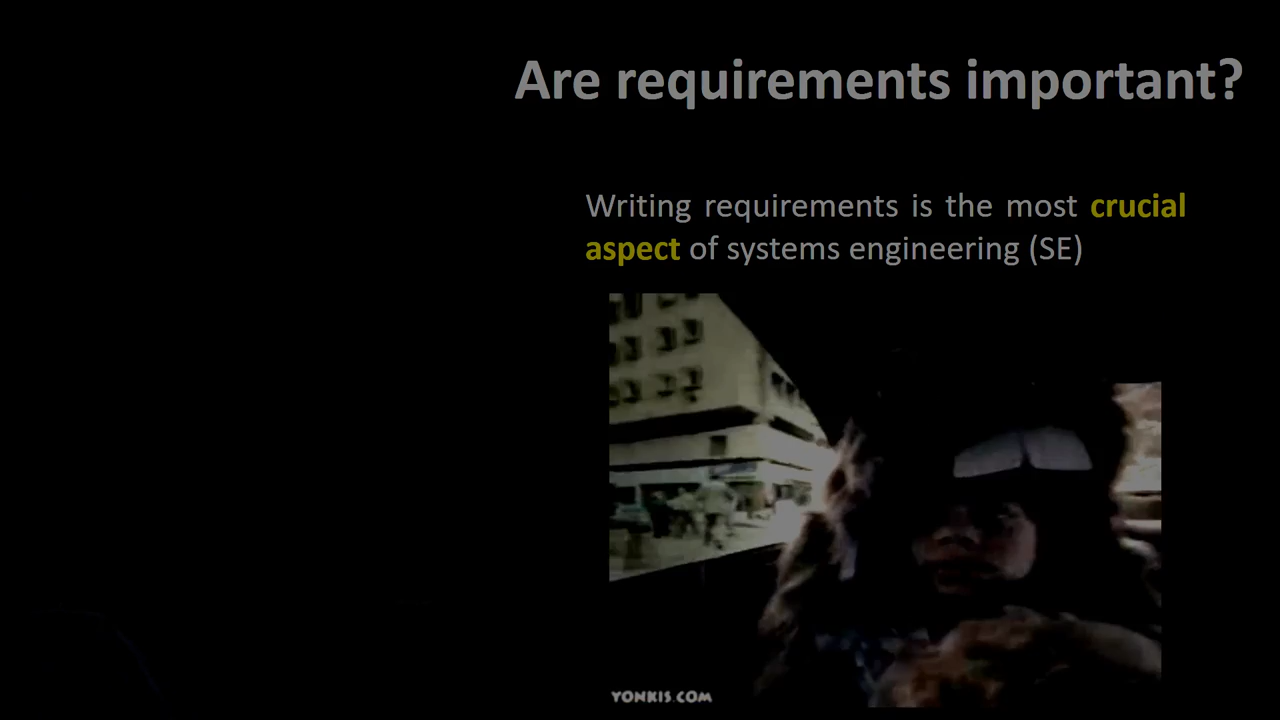 Are requirements important?
Writing requirements is the most crucial
aspect of systems engineering (SE)
YONKIS.COM